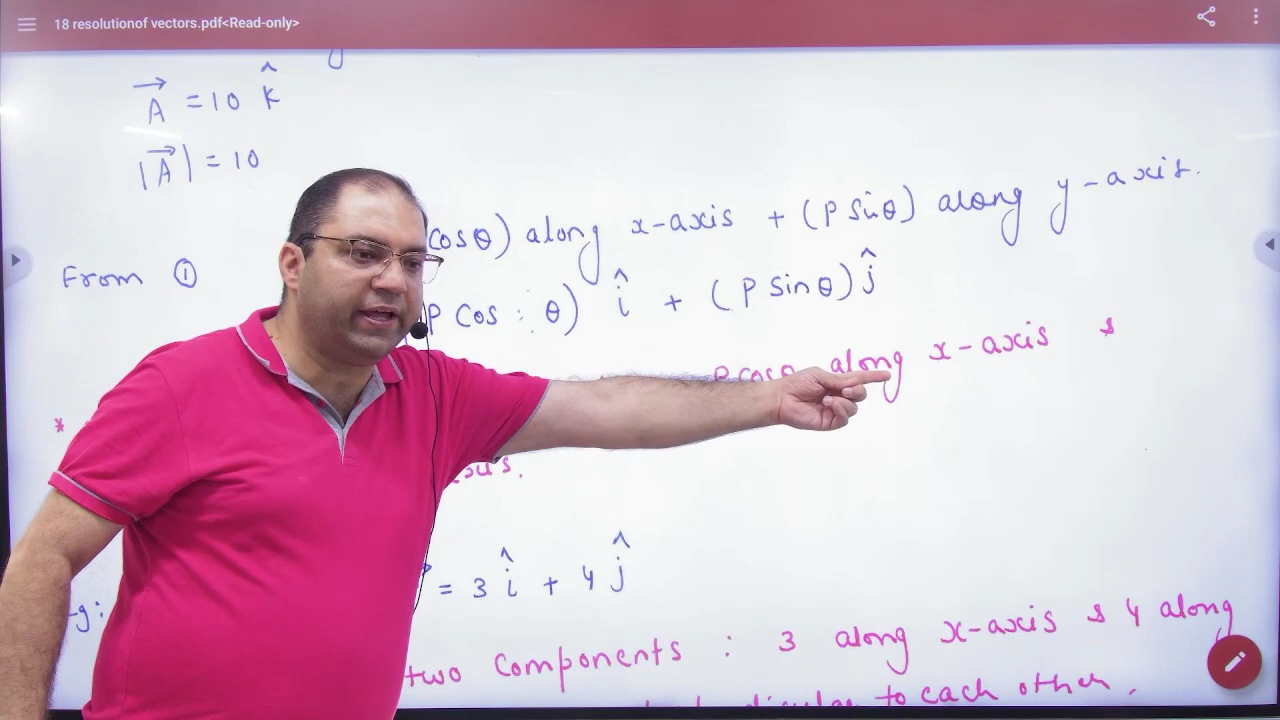 18 resolutionof vectors.pdf<Read-only>
A⃗ = 10 k̂
|A⃗| = 10
cosθ) along x-axis + (P sinθ) along y-axis.
From ①
P Cos : θ) î + (P sinθ) ĵ
P cosθ along x-axis &
*
= 3 î + 4 ĵ
-g:
two components : 3 along x-axis & 4 along
to each other.